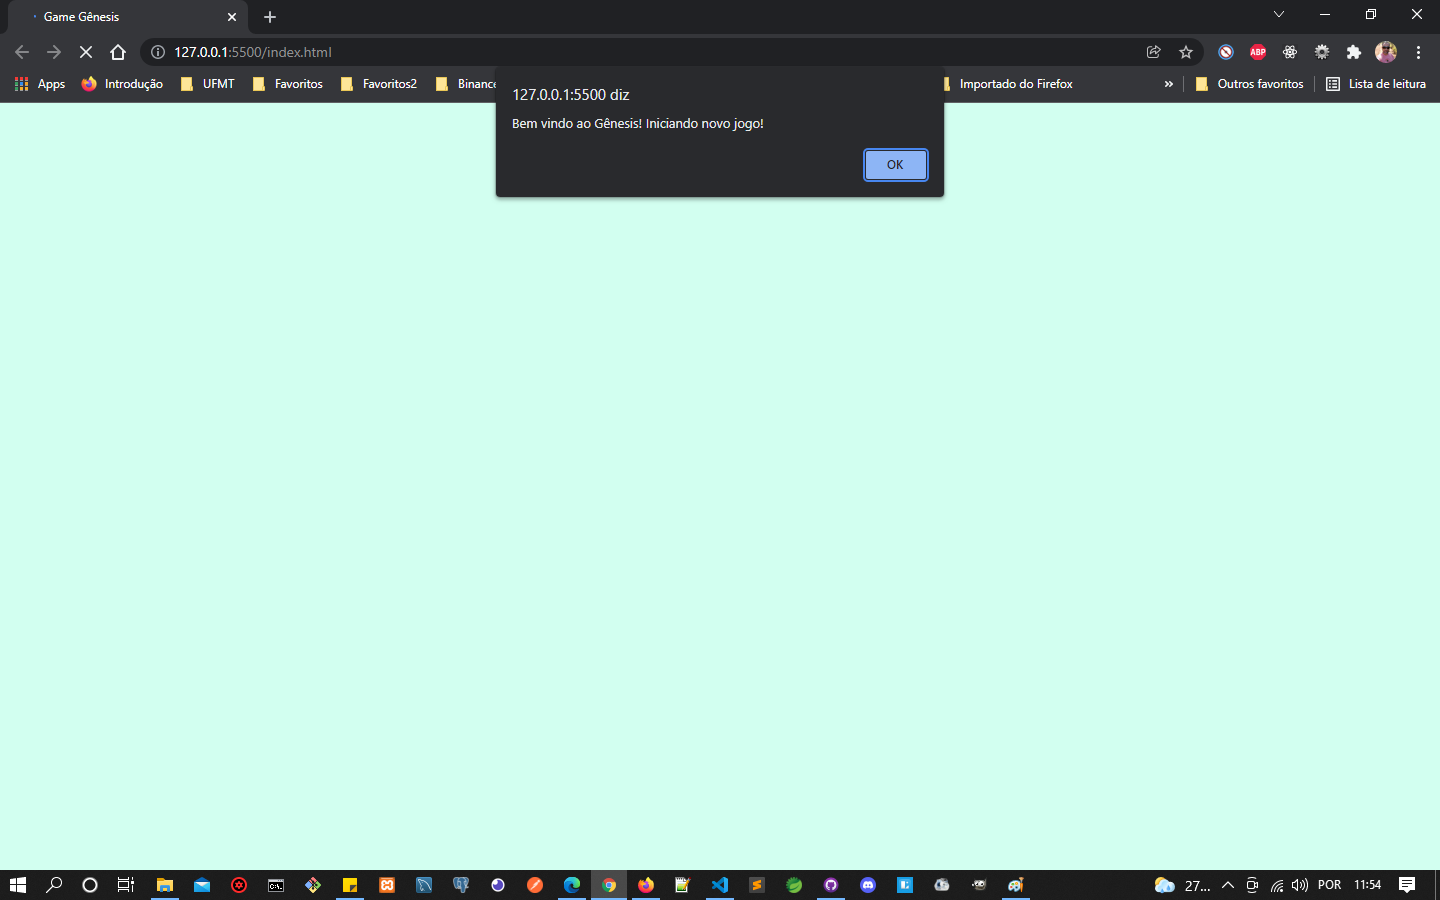 Game Gênesis
127.0.0.1:5500/index.html
ABP
Apps
Introdução
UFMT
Favoritos
Favoritos2
Binance
Importado do Firefox
»
Outros favoritos
Lista de leitura
127.0.0.1:5500 diz
Bem vindo ao Gênesis! Iniciando novo jogo!
OK
27...
POR
11:54